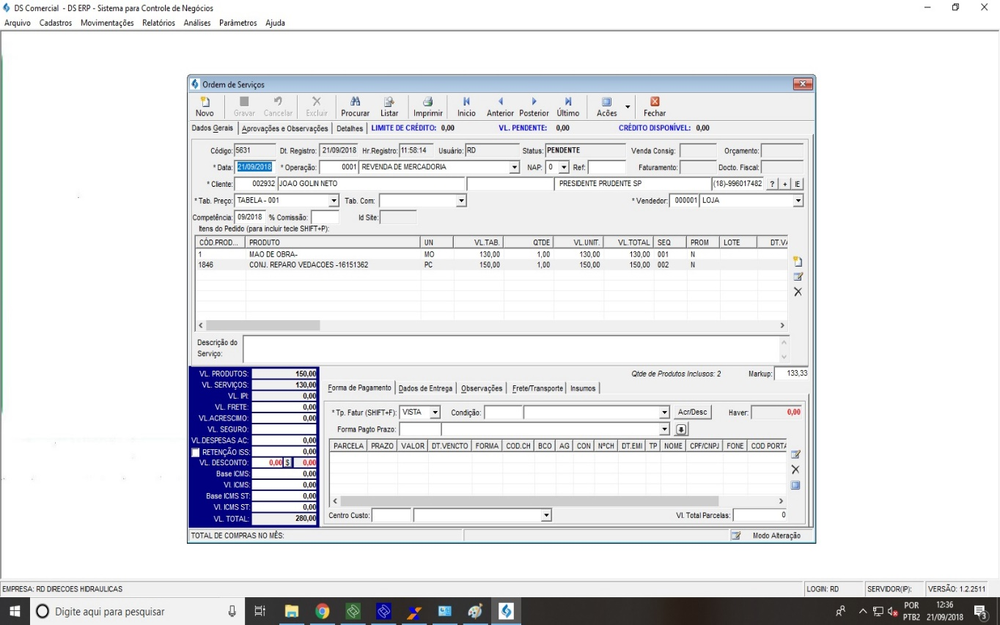 DS Comercial - DS ERP - Sistema para Controle de Negócios
Arquivo Cadastros Movimentações Relatórios Análises Parâmetros Ajuda
Ordem de Serviços
Novo Gravar Cancelar Excluir Procurar Listar Imprimir Inicio Anterior Posterior Último Acões Fechar
Dados Gerais Aprovações e Observações Detalhes LIMITE DE CRÉDITO: 0,00 VL. PENDENTE: 0,00 CRÉDITO DISPONÍVEL: 0,00
Código: 5631 Dt. Registro: 21/09/2018 Hr.Registro: 11:58:14 Usuário: RD Status: PENDENTE Venda Consig: Orçamento:
* Data: 21/09/2018 * Operação: 0001 REVENDA DE MERCADORIA NAP: 0 Ref: Faturamento: Docto. Fiscal:
* Cliente: 002932 JOAO GOLIN NETO PRESIDENTE PRUDENTE SP (18)-996017482 ? + IE
* Tab. Preço: TABELA - 001 Tab. Com: * Vendedor: 000001 LOJA
Competência: 09/2018 % Comissão: Id Site:
Itens do Pedido (para incluir tecle SHIFT+P):
CÓD.PROD... PRODUTO UN VL.TAB. QTDE VL.UNIT. VL.TOTAL SEQ PROM LOTE DT.VA
1 MAO DE OBRA- MO 130,00 1,00 130,00 130,00 001 N
1846 CONJ. REPARO VEDACOES -16151362 PC 150,00 1,00 150,00 150,00 002 N
Descrição do
Serviço:
Qtde de Produtos Inclusos: 2 Markup: 133,33
VL. PRODUTOS: 150,00
VL. SERVIÇOS: 130,00
VL. IPI: 0,00
VL. FRETE: 0,00
VL.ACRESCIMO: 0,00
VL. SEGURO:
VL.DESPESAS AC: 0,00
RETENÇÃO ISS: 0,00
VL. DESCONTO: 0,00 $ 0,00
Base ICMS: 0,00
Vl. ICMS: 0,00
Base ICMS ST: 0,00
Vl. ICMS ST: 0,00
VL. TOTAL: 280,00
Forma de Pagamento Dados de Entrega Observações Frete/Transporte Insumos
* Tp. Fatur (SHIFT+F): VISTA Condição: Acr/Desc Haver: 0,00
Forma Pagto Prazo:
PARCELA PRAZO VALOR DT.VENCTO FORMA COD.CH BCO AG CON NºCH DT.EMI TP NOME CPF/CNPJ FONE COD PORTA
Centro Custo: Vl. Total Parcelas: 0
TOTAL DE COMPRAS NO MÊS: Modo Alteração
EMPRESA: RD DIRECOES HIDRAULICAS LOGIN: RD SERVIDOR(IP): VERSÃO: 1.2.2511
Digite aqui para pesquisar
POR 12:36
PTB2 21/09/2018 3